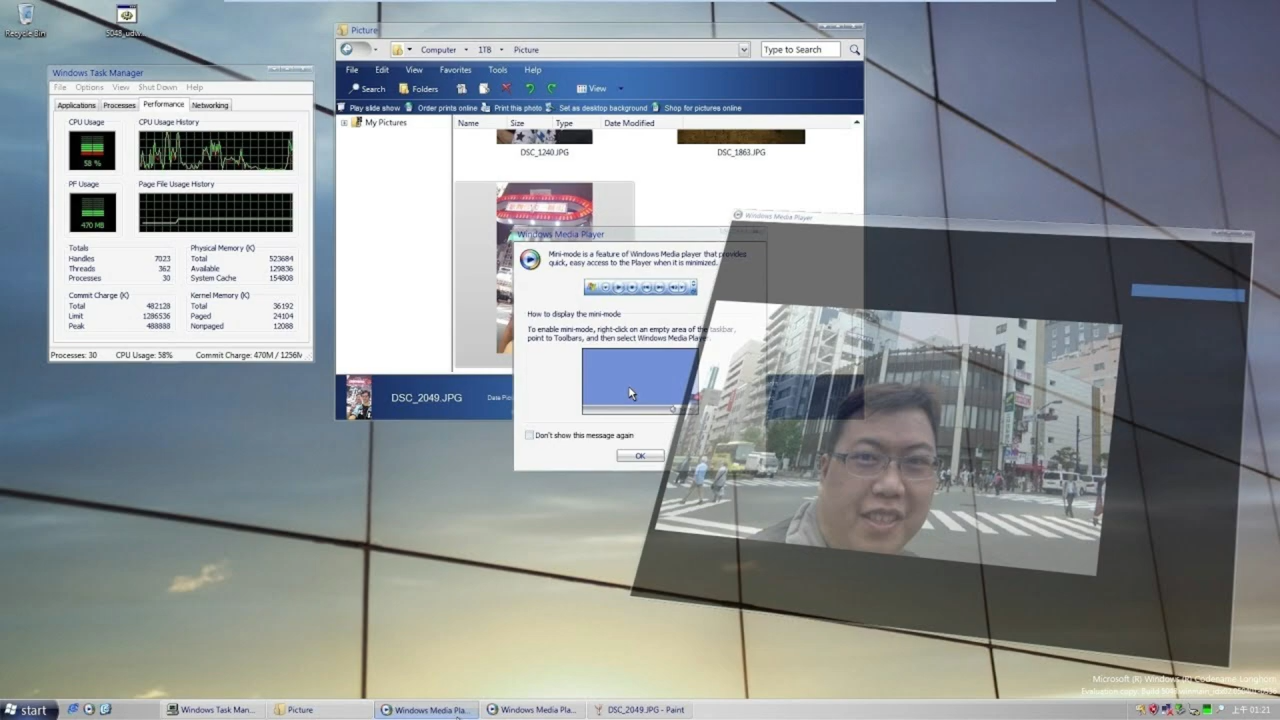 Recycle Bin
Windows Task Manager
File Options View Shut Down Help
Applications Processes Performance Networking
CPU Usage
CPU Usage History
58 %
PF Usage
Page File Usage History
470 MB
Totals
Handles 7023
Threads 362
Processes 30
Physical Memory (K)
Total 523684
Available 129836
System Cache 154808
Commit Charge (K)
Total 482128
Limit 1286536
Peak 488888
Kernel Memory (K)
Total 36192
Paged 24104
Nonpaged 12088
Processes: 30 CPU Usage: 58% Commit Charge: 470M / 1256M
Picture
Computer 1TB Picture
Type to Search
File Edit View Favorites Tools Help
Search Folders View
Play slide show Order prints online Print this photo Set as desktop background Shop for pictures online
My Pictures
Name Size Type Date Modified
DSC_1240.JPG
DSC_1863.JPG
DSC_2049.JPG
Windows Media Player
Mini-mode is a feature of Windows Media player that provides
quick, easy access to the Player when it is minimized.
How to display the mini-mode
To enable mini-mode, right-click on an empty area of the taskbar,
point to Toolbars, and then select Windows Media Player.
Don't show this message again
OK
Windows Media Player
Microsoft (R) Windows (R) Codename Longhorn
Evaluation copy. Build 5048
start
Windows Task Man...
Picture
Windows Media Pla...
Windows Media Pla...
DSC_2049.JPG - Paint
上午 01:21